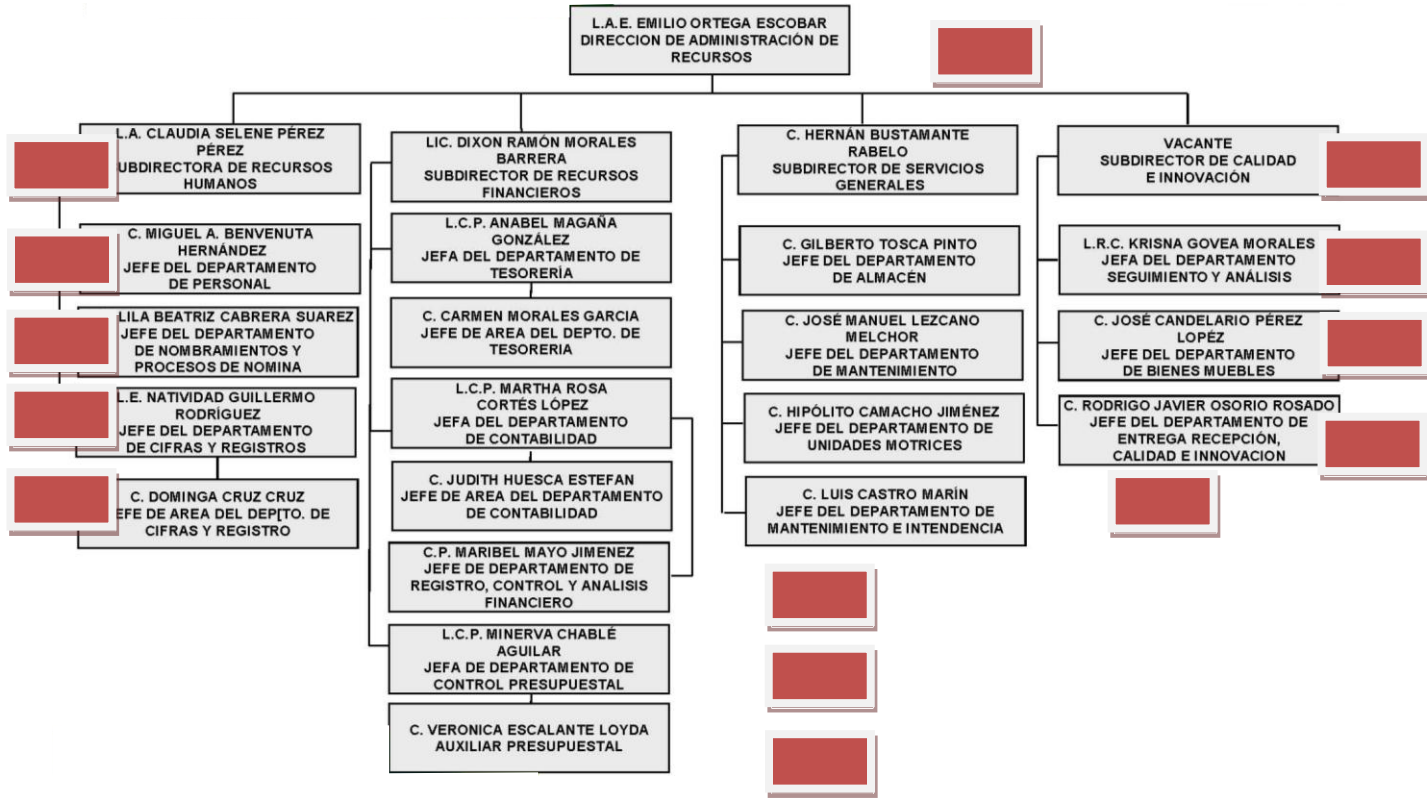 L.A.E. EMILIO ORTEGA ESCOBAR
DIRECCION DE ADMINISTRACIÓN DE
RECURSOS
L.A. CLAUDIA SELENE PÉREZ
PÉREZ
UBDIRECTORA DE RECURSOS
HUMANOS
C. MIGUEL A. BENVENUTA
HERNÁNDEZ
JEFE DEL DEPARTAMENTO
DE PERSONAL
LILA BEATRIZ CABRERA SUAREZ
JEFE DEL DEPARTAMENTO
DE NOMBRAMIENTOS Y
PROCESOS DE NOMINA
L.E. NATIVIDAD GUILLERMO
RODRÍGUEZ
JEFE DEL DEPARTAMENTO
DE CIFRAS Y REGISTROS
C. DOMINGA CRUZ CRUZ
EFE DE AREA DEL DEP[TO. DE
CIFRAS Y REGISTRO
LIC. DIXON RAMÓN MORALES
BARRERA
SUBDIRECTOR DE RECURSOS
FINANCIEROS
L.C.P. ANABEL MAGAÑA
GONZÁLEZ
JEFA DEL DEPARTAMENTO DE
TESORERÍA
C. CARMEN MORALES GARCIA
JEFE DE AREA DEL DEPTO. DE
TESORERIA
L.C.P. MARTHA ROSA
CORTÉS LÓPEZ
JEFA DEL DEPARTAMENTO
DE CONTABILIDAD
C. JUDITH HUESCA ESTEFAN
JEFE DE AREA DEL DEPARTAMENTO
DE CONTABILIDAD
C.P. MARIBEL MAYO JIMENEZ
JEFE DE DEPARTAMENTO DE
REGISTRO, CONTROL Y ANALISIS
FINANCIERO
L.C.P. MINERVA CHABLÉ
AGUILAR
JEFA DE DEPARTAMENTO DE
CONTROL PRESUPUESTAL
C. VERONICA ESCALANTE LOYDA
AUXILIAR PRESUPUESTAL
C. HERNÁN BUSTAMANTE
RABELO
SUBDIRECTOR DE SERVICIOS
GENERALES
C. GILBERTO TOSCA PINTO
JEFE DEL DEPARTAMENTO
DE ALMACÉN
C. JOSÉ MANUEL LEZCANO
MELCHOR
JEFE DEL DEPARTAMENTO
DE MANTENIMIENTO
C. HIPÓLITO CAMACHO JIMÉNEZ
JEFE DEL DEPARTAMENTO DE
UNIDADES MOTRICES
C. LUIS CASTRO MARÍN
JEFE DEL DEPARTAMENTO DE
MANTENIMIENTO E INTENDENCIA
VACANTE
SUBDIRECTOR DE CALIDAD
E INNOVACIÓN
L.R.C. KRISNA GOVEA MORALES
JEFA DEL DEPARTAMENTO
SEGUIMIENTO Y ANÁLISIS
C. JOSÉ CANDELARIO PÉREZ
LOPÉZ
JEFE DEL DEPARTAMENTO
DE BIENES MUEBLES
C. RODRIGO JAVIER OSORIO ROSADO
JEFE DEL DEPARTAMENTO DE
ENTREGA RECEPCIÓN,
CALIDAD E INNOVACION